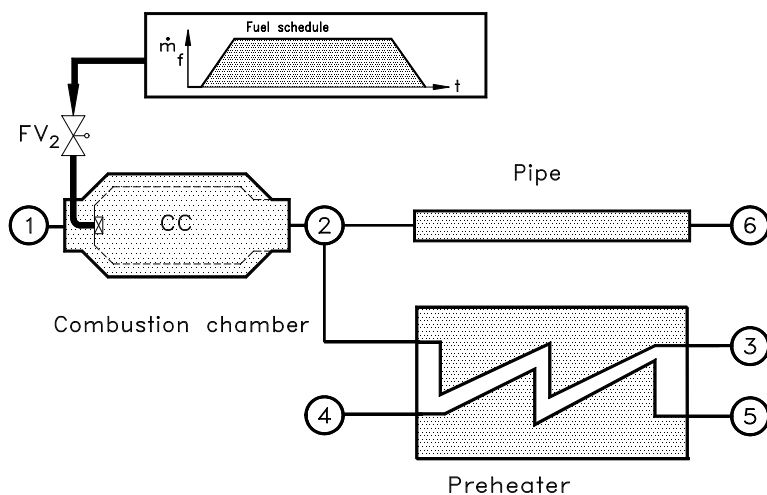 Fuel schedule
ṁ
f
t
FV2
Pipe
1
CC
2
6
Combustion chamber
3
4
5
Preheater